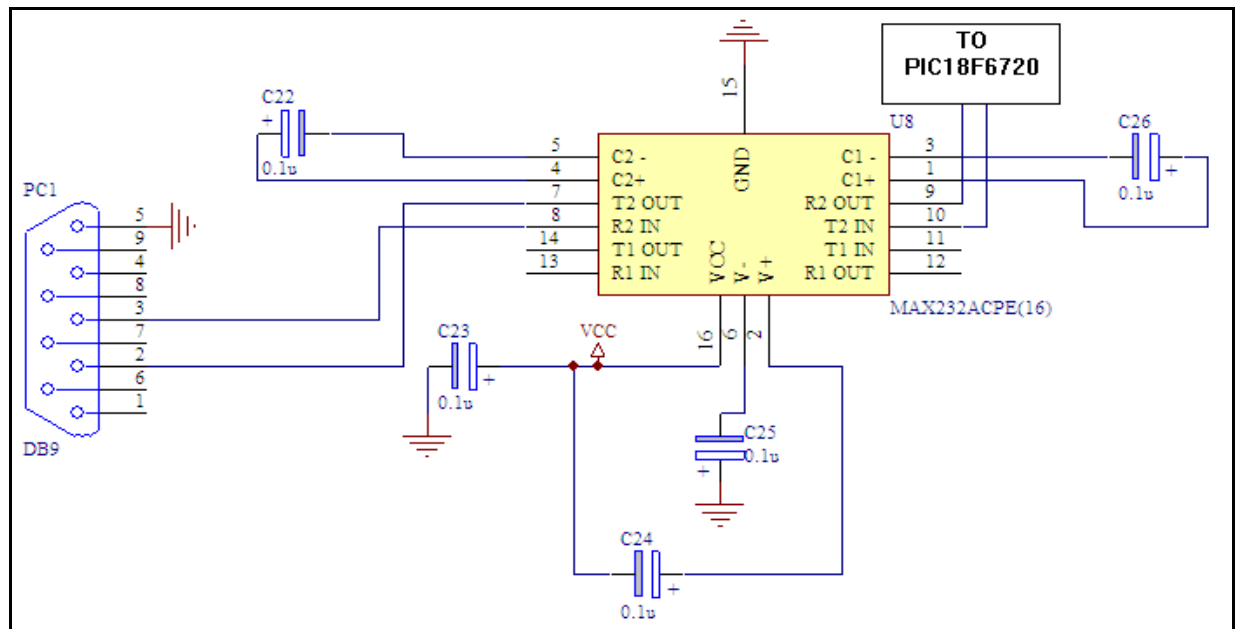 TO
PIC18F6720
C22
+
0.1u
15
U8
C26
+
0.1u
PC1
5
9
4
8
3
7
2
6
1
DB9
5
4
7
8
14
13
C2 -
C2+
T2 OUT
R2 IN
T1 OUT
R1 IN
GND
VCC
V-
V+
C1 -
C1+
R2 OUT
T2 IN
T1 IN
R1 OUT
3
1
9
10
11
12
MAX232ACPE(16)
16
6
2
C23
+
0.1u
VCC
C25
0.1u
+
C24
+
0.1u